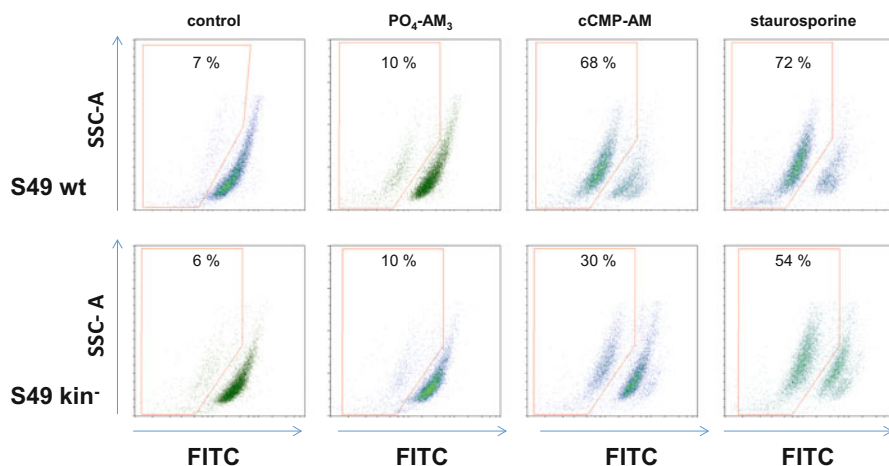 control
PO₄-AM₃
cCMP-AM
staurosporine
SSC-A
7 %
10 %
68 %
72 %
S49 wt
SSC- A
6 %
10 %
30 %
54 %
S49 kin⁻
FITC
FITC
FITC
FITC